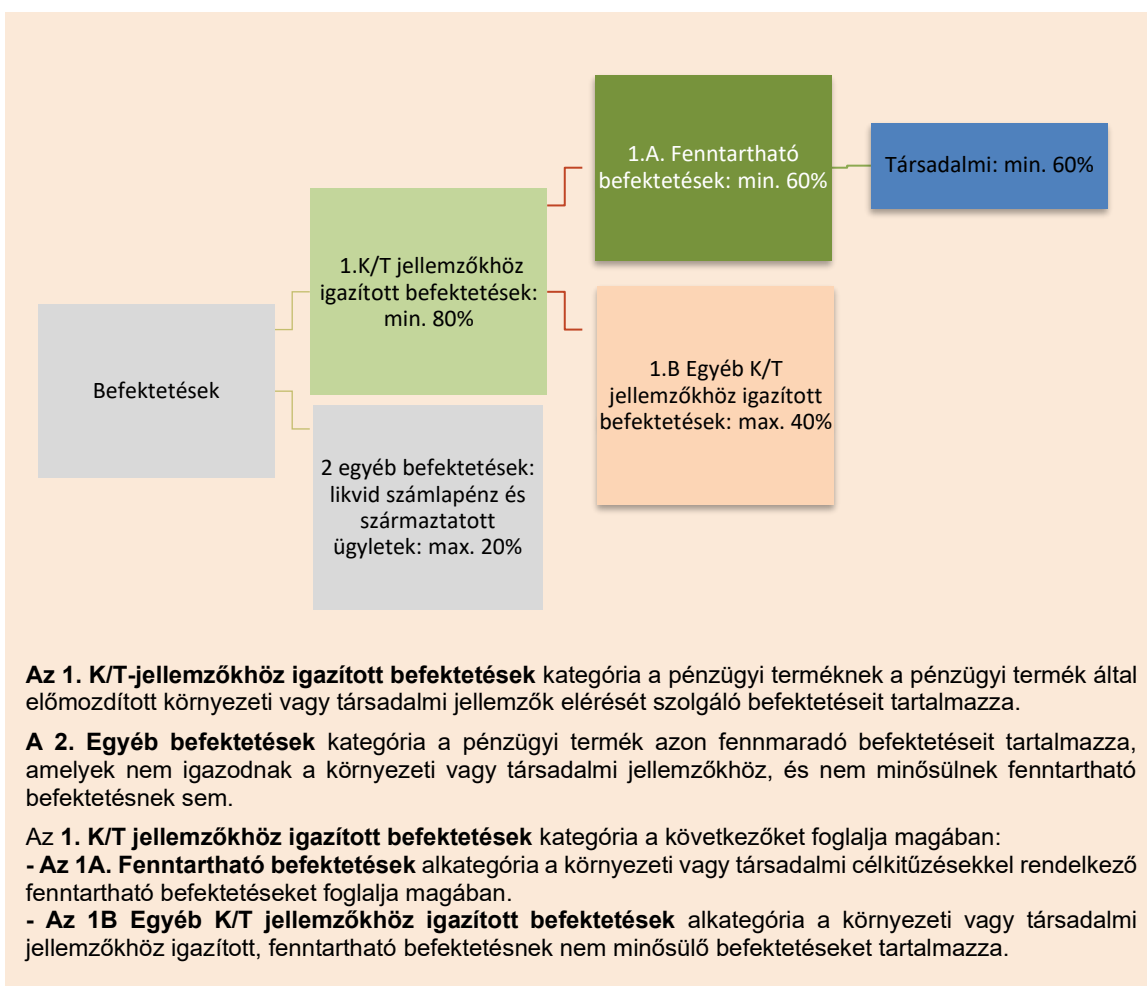 1.A. Fenntartható
befektetések: min. 60%
Társadalmi: min. 60%
1.K/T jellemzőkhöz
igazított befektetések:
min. 80%
Befektetések
1.B Egyéb K/T
jellemzőkhöz igazított
befektetések: max. 40%
2 egyéb befektetések:
likvid számlapénz és
származtatott
ügyletek: max. 20%
Az 1. K/T-jellemzőkhöz igazított befektetések kategória a pénzügyi terméknek a pénzügyi termék által
előmozdított környezeti vagy társadalmi jellemzők elérését szolgáló befektetéseit tartalmazza.
A 2. Egyéb befektetések kategória a pénzügyi termék azon fennmaradó befektetéseit tartalmazza,
amelyek nem igazodnak a környezeti vagy társadalmi jellemzőkhöz, és nem minősülnek fenntartható
befektetésnek sem.
Az 1. K/T jellemzőkhöz igazított befektetések kategória a következőket foglalja magában:
- Az 1A. Fenntartható befektetések alkategória a környezeti vagy társadalmi célkitűzésekkel rendelkező
fenntartható befektetéseket foglalja magában.
- Az 1B Egyéb K/T jellemzőkhöz igazított befektetések alkategória a környezeti vagy társadalmi
jellemzőkhöz igazított, fenntartható befektetésnek nem minősülő befektetéseket tartalmazza.